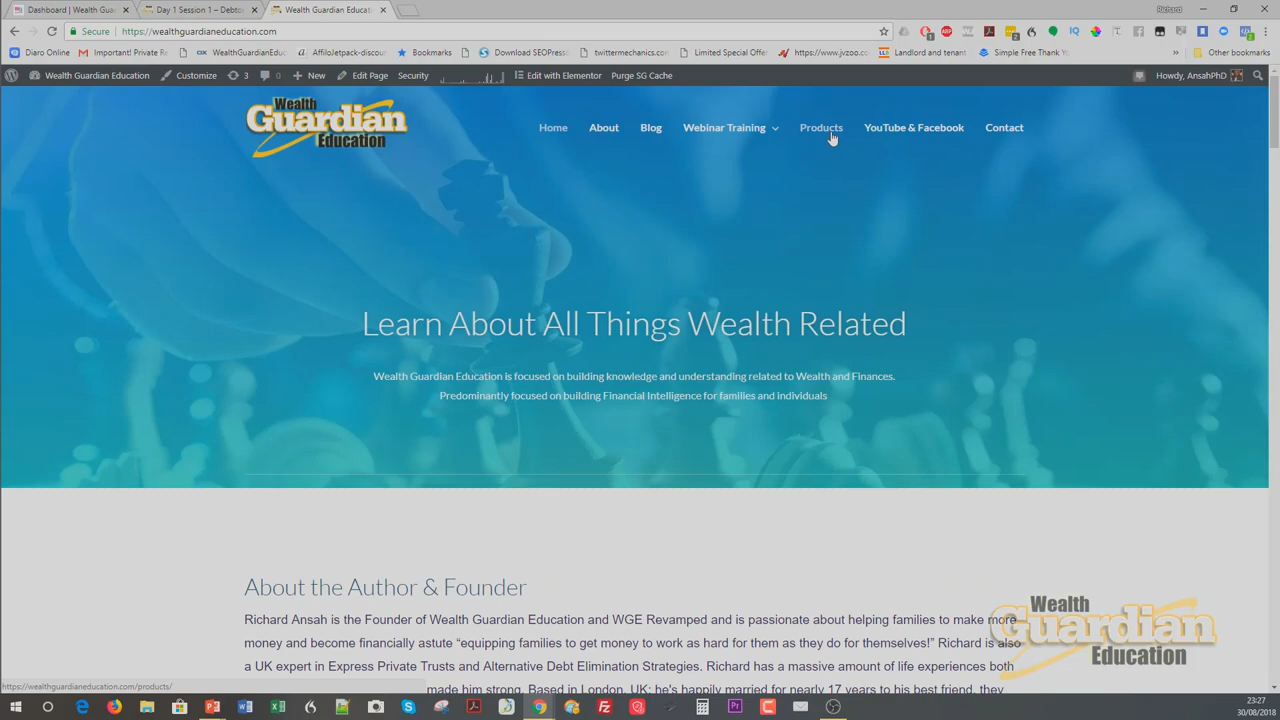 Dashboard | Wealth Gua
Day 1 Session 1 – Debto
Wealth Guardian Educati
Richard
Secure
https://wealthguardianeducation.com
Diaro Online
Important! Private Re
WealthGuardianEduc
AffiloJetpack-discou
Bookmarks
Download SEOPress
twittermechanics.co
Limited Special Offer
https://www.jvzoo.co
Landlord and tenant
Simple Free Thank Yo
»
Other bookmarks
Wealth Guardian Education
Customize
3
0
New
Edit Page
Security
Edit with Elementor
Purge SG Cache
Howdy, AnsahPhD
Wealth
Guardian
Education
Home
About
Blog
Webinar Training
Products
YouTube & Facebook
Contact
Learn About All Things Wealth Related
Wealth Guardian Education is focused on building knowledge and understanding related to Wealth and Finances.
Predominantly focused on building Financial Intelligence for families and individuals
About the Author & Founder
Richard Ansah is the Founder of Wealth Guardian Education and WGE Revamped and is passionate about helping families to make more
money and become financially astute “equipping families to get money to work as hard for them as they do for themselves!” Richard is also
a UK expert in Express Private Trusts and Alternative Debt Elimination Strategies. Richard has a massive amount of life experiences both
made him strong. Based in London, UK; he's happily married for nearly 17 years to his best friend, they
Wealth
Guardian
Education
https://wealthguardianeducation.com/products/
23:27
30/08/2018